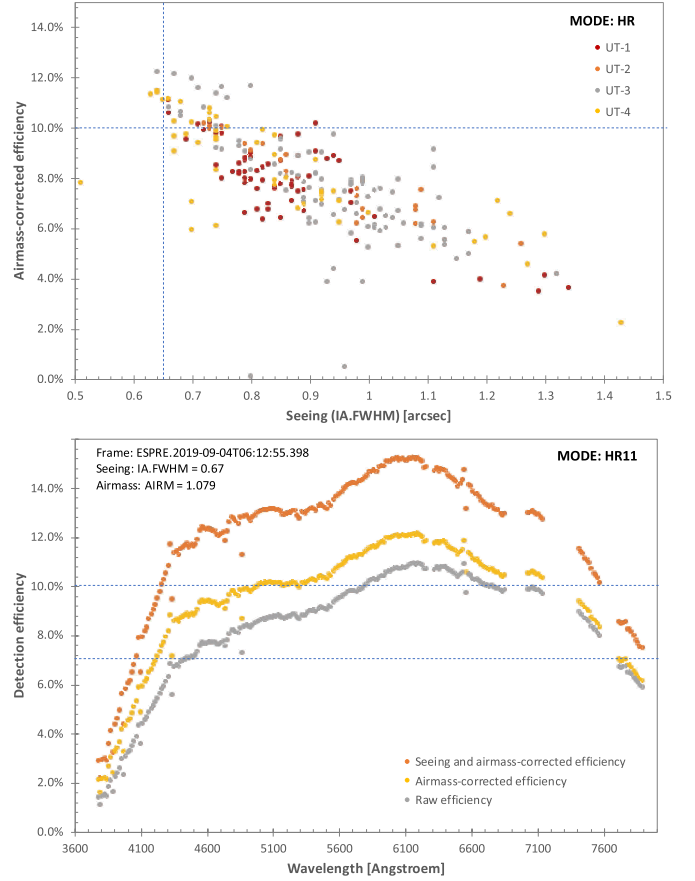 14.0%
12.0%
10.0%
8.0%
6.0%
4.0%
2.0%
0.0%
Airmass-corrected efficiency
MODE: HR
UT-1
UT-2
UT-3
UT-4
0.5 0.6 0.7 0.8 0.9 1 1.1 1.2 1.3 1.4 1.5
Seeing (IA.FWHM) [arcsec]
Frame: ESPRE.2019-09-04T06:12:55.398
Seeing: IA.FWHM = 0.67
Airmass: AIRM = 1.079
MODE: HR11
14.0%
12.0%
10.0%
8.0%
6.0%
4.0%
2.0%
0.0%
Detection efficiency
Seeing and airmass-corrected efficiency
Airmass-corrected efficiency
Raw efficiency
3600 4100 4600 5100 5600 6100 6600 7100 7600
Wavelength [Angstroem]